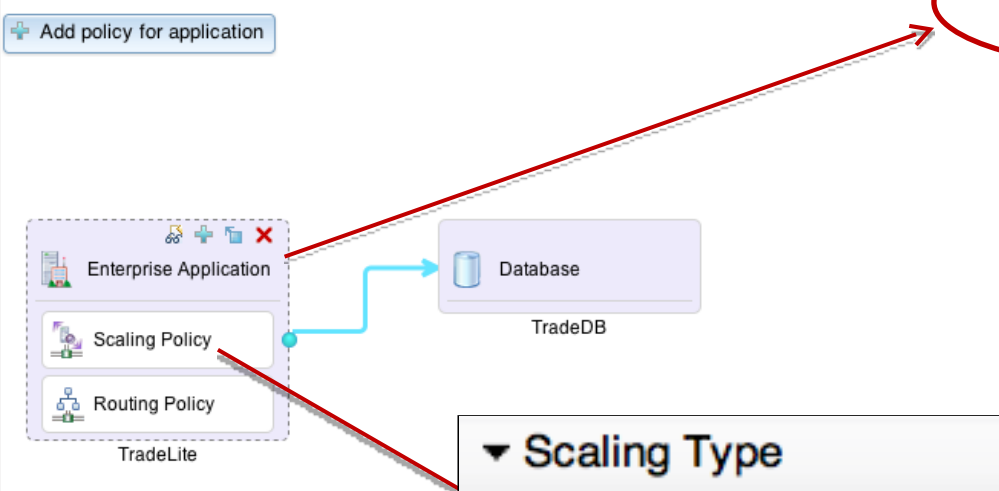 Add policy for application
Enterprise Application
Scaling Policy
Routing Policy
TradeLite
Database
TradeDB
Scaling Type